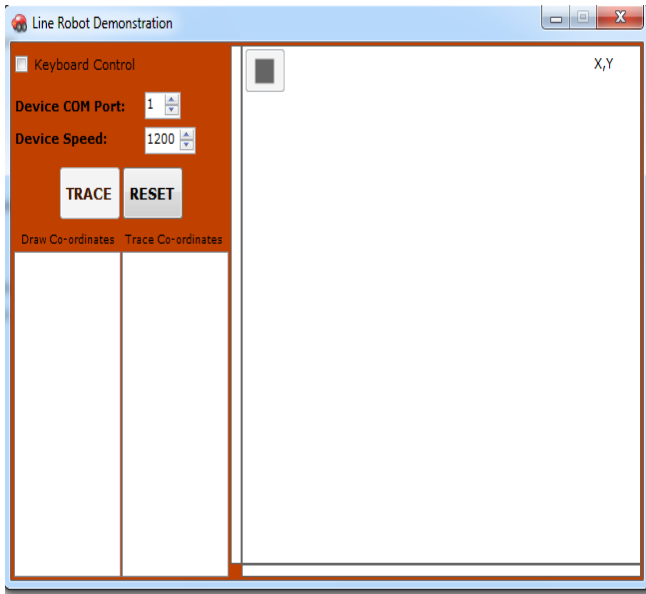 Line Robot Demonstration
Keyboard Control
X,Y
Device COM Port: 1
Device Speed: 1200
TRACE RESET
Draw Co-ordinates Trace Co-ordinates